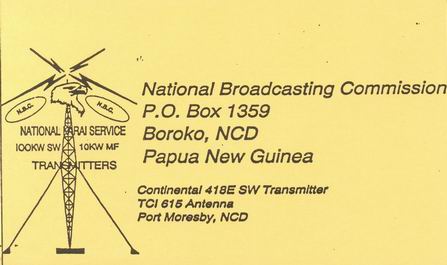 N.B.C. N.B.C.
NATIONAL KARAI SERVICE
100KW SW 10KW MF
TRANSMITTERS
National Broadcasting Commission
P.O. Box 1359
Boroko, NCD
Papua New Guinea
Continental 418E SW Transmitter
TCI 615 Antenna
Port Moresby, NCD